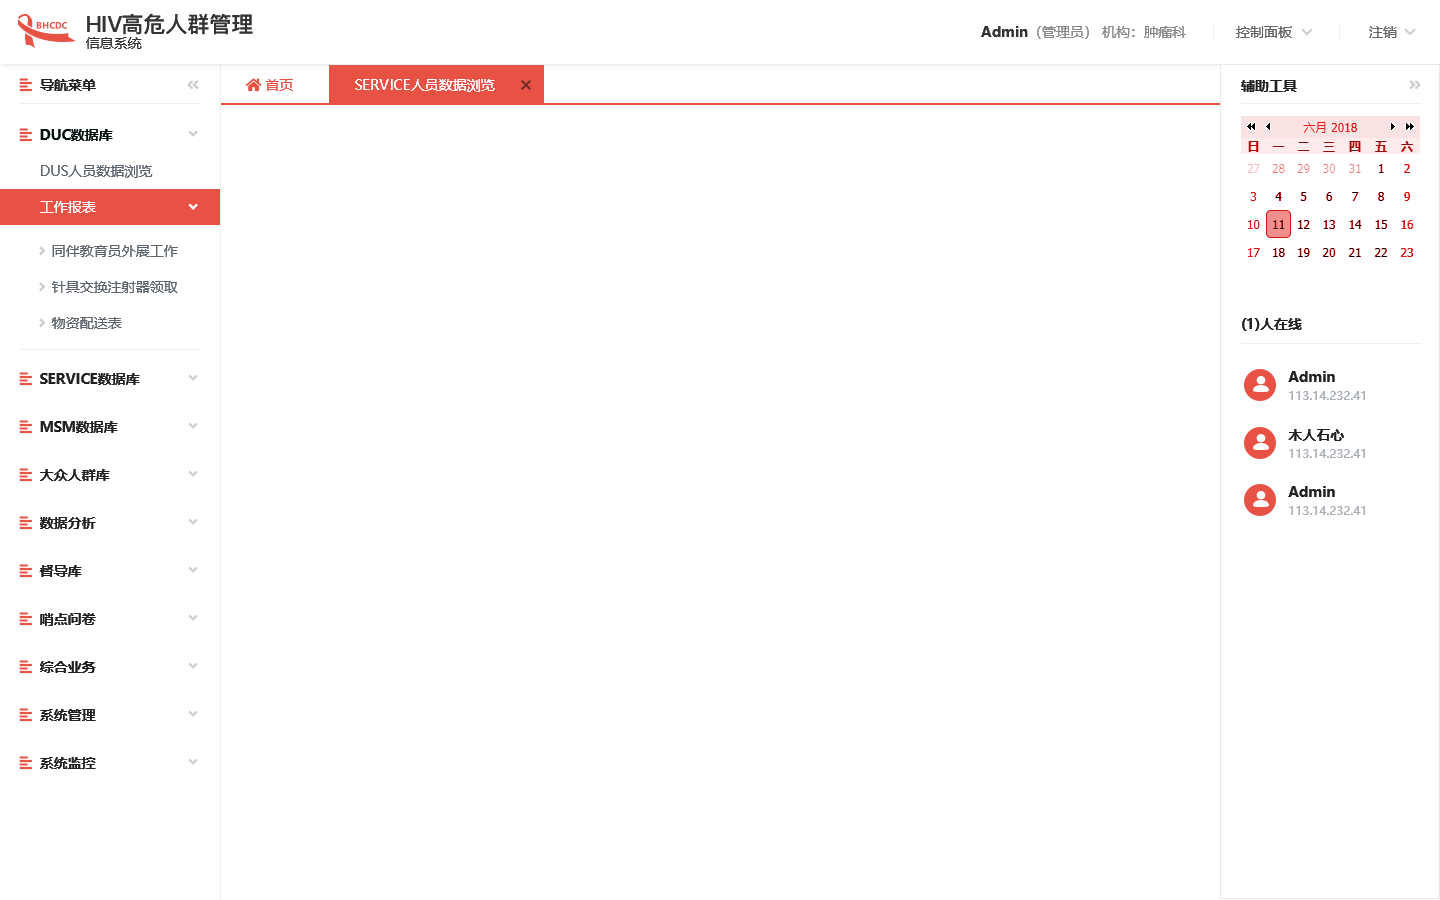 BHCDC
HIV高危人群管理
信息系统
Admin（管理员） 机构：肿瘤科
控制面板
注销
导航菜单
DUC数据库
DUS人员数据浏览
工作报表
同伴教育员外展工作
针具交换注射器领取
物资配送表
SERVICE数据库
MSM数据库
大众人群库
数据分析
督导库
哨点问卷
综合业务
系统管理
系统监控
首页
SERVICE人员数据浏览
辅助工具
六月 2018
日 一 二 三 四 五 六
27 28 29 30 31 1 2
3 4 5 6 7 8 9
10 11 12 13 14 15 16
17 18 19 20 21 22 23
(1)人在线
Admin
113.14.232.41
木人石心
113.14.232.41
Admin
113.14.232.41